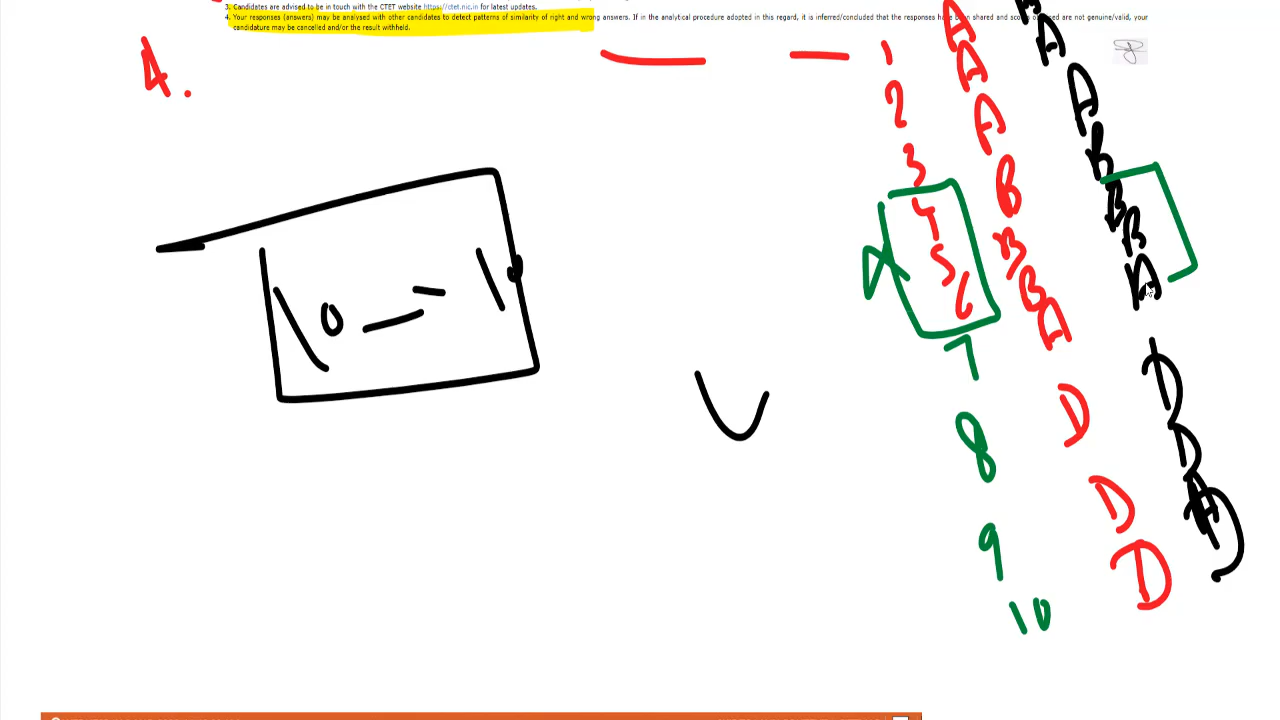 3. Candidates are advised to be in touch with the CTET website https://ctet.nic.in for latest updates.
4. Your responses (answers) may be analysed with other candidates to detect patterns of similarity of right and wrong answers. If in the analytical procedure adopted in this regard, it is inferred/concluded that the responses have been shared and scores are not genuine/valid, your
candidature may be cancelled and/or the result withheld.
4.
1 A A
2 A A
3 A B
4 B B
5 B B
6 B A
7 A D
8 D D
9 D D
10 D
10 10